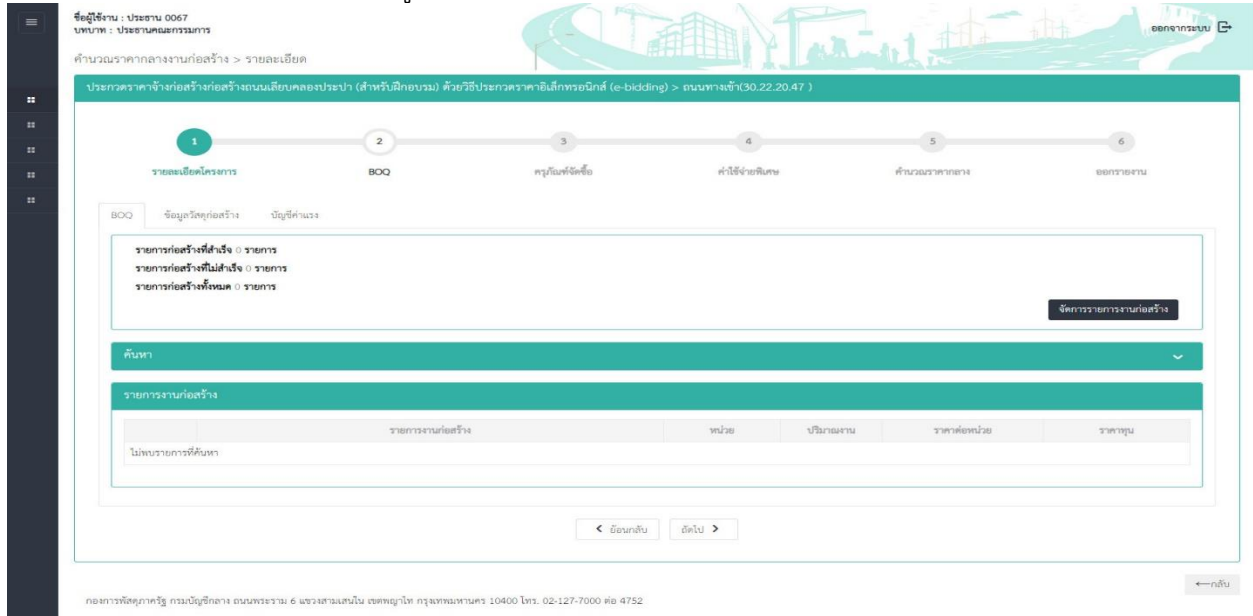 ชื่อผู้ใช้งาน : ประธาน 0067
บทบาท : ประธานคณะกรรมการ
ออกจากระบบ
คำนวณราคากลางงานก่อสร้าง > รายละเอียด
ประกวดราคาจ้างก่อสร้างก่อสร้างถนนเลียบคลองประปา (สำหรับฝึกอบรม) ด้วยวิธีประกวดราคาอิเล็กทรอนิกส์ (e-bidding) > ถนนทางเข้า(30.22.20.47 )
1 2 3 4 5 6
รายละเอียดโครงการ BOQ ครุภัณฑ์จัดซื้อ ค่าใช้จ่ายพิเศษ คำนวณราคากลาง ออกรายงาน
BOQ ข้อมูลวัสดุก่อสร้าง บัญชีค่าแรง
รายการก่อสร้างที่สำเร็จ 0 รายการ
รายการก่อสร้างที่ไม่สำเร็จ 0 รายการ
รายการก่อสร้างทั้งหมด 0 รายการ
จัดการรายการงานก่อสร้าง
ค้นหา
รายการงานก่อสร้าง
รายการงานก่อสร้าง หน่วย ปริมาณงาน ราคาต่อหน่วย ราคาทุน
ไม่พบรายการที่ค้นหา
ย้อนกลับ ถัดไป
กลับ
กองการพัสดุภาครัฐ กรมบัญชีกลาง ถนนพระราม 6 แขวงสามเสนใน เขตพญาไท กรุงเทพมหานคร 10400 โทร. 02-127-7000 ต่อ 4752